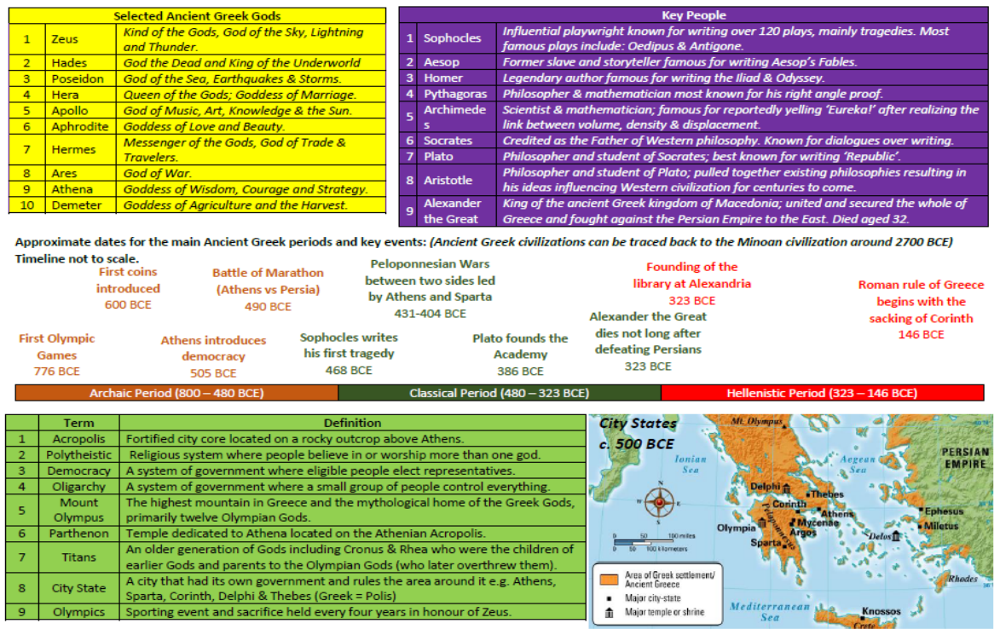 Selected Ancient Greek Gods
1 Zeus Kind of the Gods, God of the Sky, Lightning
and Thunder.
2 Hades God the Dead and King of the Underworld
3 Poseidon God of the Sea, Earthquakes & Storms.
4 Hera Queen of the Gods; Goddess of Marriage.
5 Apollo God of Music, Art, Knowledge & the Sun.
6 Aphrodite Goddess of Love and Beauty.
7 Hermes Messenger of the Gods, God of Trade &
Travelers.
8 Ares God of War.
9 Athena Goddess of Wisdom, Courage and Strategy.
10 Demeter Goddess of Agriculture and the Harvest.
Key People
1 Sophocles Influential playwright known for writing over 120 plays, mainly tragedies. Most
famous plays include: Oedipus & Antigone.
2 Aesop Former slave and storyteller famous for writing Aesop's Fables.
3 Homer Legendary author famous for writing the Iliad & Odyssey.
4 Pythagoras Philosopher & mathematician most known for his right angle proof.
5 Archimede
s
Scientist & mathematician; famous for reportedly yelling 'Eureka!' after realizing the
link between volume, density & displacement.
6 Socrates Credited as the Father of Western philosophy. Known for dialogues over writing.
7 Plato Philosopher and student of Socrates; best known for writing 'Republic'.
8 Aristotle Philosopher and student of Plato; pulled together existing philosophies resulting in
his ideas influencing Western civilization for centuries to come.
9 Alexander
the Great
King of the ancient Greek kingdom of Macedonia; united and secured the whole of
Greece and fought against the Persian Empire to the East. Died aged 32.
Approximate dates for the main Ancient Greek periods and key events: (Ancient Greek civilizations can be traced back to the Minoan civilization around 2700 BCE)
Timeline not to scale.
First coins
introduced
600 BCE
Battle of Marathon
(Athens vs Persia)
490 BCE
Peloponnesian Wars
between two sides led
by Athens and Sparta
431-404 BCE
Founding of the
library at Alexandria
323 BCE
Roman rule of Greece
begins with the
sacking of Corinth
146 BCE
First Olympic
Games
776 BCE
Athens introduces
democracy
505 BCE
Sophocles writes
his first tragedy
468 BCE
Plato founds the
Academy
386 BCE
Alexander the Great
dies not long after
defeating Persians
323 BCE
Archaic Period (800 – 480 BCE)
Classical Period (480 – 323 BCE)
Hellenistic Period (323 – 146 BCE)
Term Definition
1 Acropolis Fortified city core located on a rocky outcrop above Athens.
2 Polytheistic Religious system where people believe in or worship more than one god.
3 Democracy A system of government where eligible people elect representatives.
4 Oligarchy A system of government where a small group of people control everything.
5 Mount
Olympus
The highest mountain in Greece and the mythological home of the Greek Gods,
primarily twelve Olympian Gods.
6 Parthenon Temple dedicated to Athena located on the Athenian Acropolis.
7 Titans An older generation of Gods including Cronus & Rhea who were the children of
earlier Gods and parents to the Olympian Gods (who later overthrew them).
8 City State A city that had its own government and rules the area around it e.g. Athens,
Sparta, Corinth, Delphi & Thebes (Greek = Polis)
9 Olympics Sporting event and sacrifice held every four years in honour of Zeus.
City States
c. 500 BCE
Mt. Olympus
PERSIAN
EMPIRE
Ionian
Sea
Aegean
Sea
Delphi
Thebes
Corinth
Athens
Ephesus
Miletus
Mycenae
Olympia
Argos
Peloponnesus
Delos
Sparta
N
W
E
S
0 50 100 miles
0 50 100 kilometers
Rhodes
Area of Greek settlement/
Ancient Greece
Major city-state
Major temple or shrine
Mediterranean
Sea
Knossos
Crete